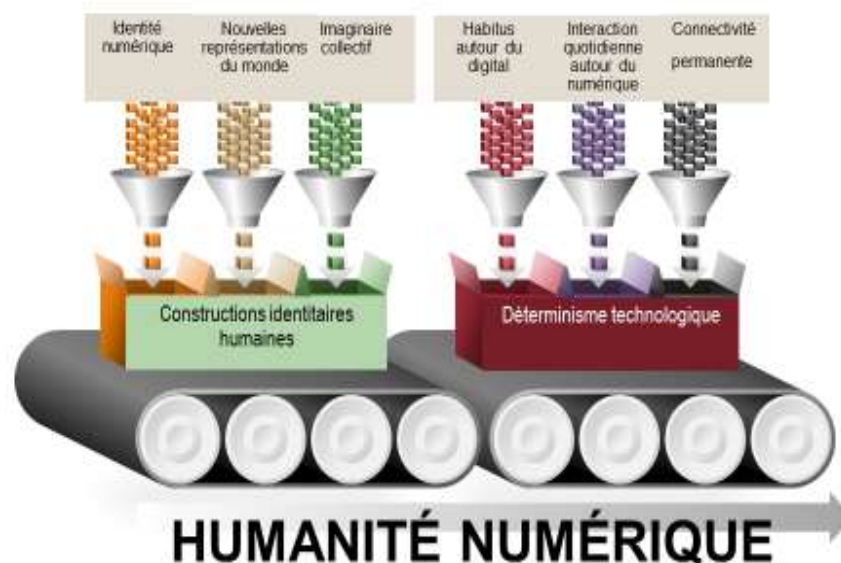 Identité
numérique
Nouvelles
représentations
du monde
Imaginaire
collectif
Habitus
autour du
digital
Interaction
quotidienne
autour du
numérique
Connectivité
permanente
Constructions identitaires
humaines
Déterminisme technologique
HUMANITÉ NUMÉRIQUE